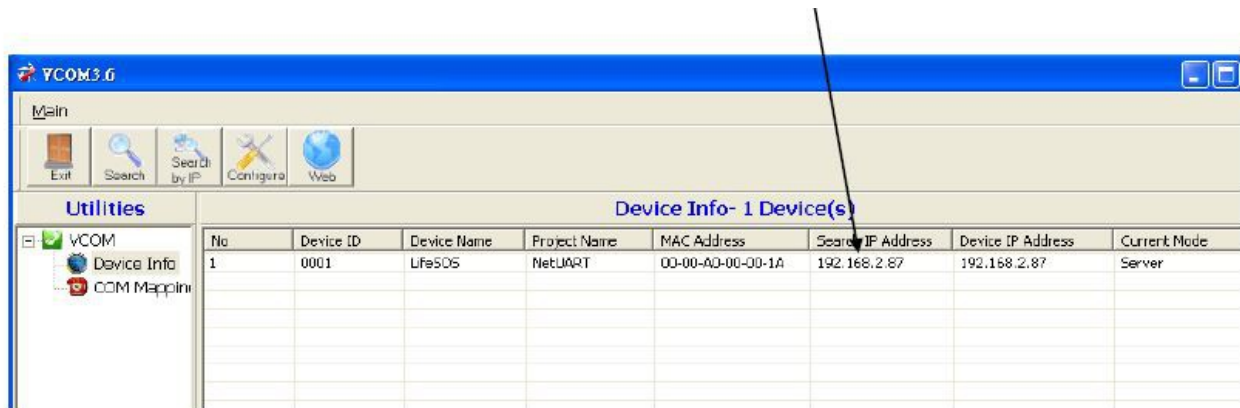 VCOM3.6
Main
Exit Search Search by IP Configure Web
Utilities Device Info- 1 Device(s)
VCOM No Device ID Device Name Project Name MAC Address Search IP Address Device IP Address Current Mode
Device Info 1 0001 LifeSOS NetUART 00-00-A0-00-00-1A 192.168.2.87 192.168.2.87 Server
COM Mappin